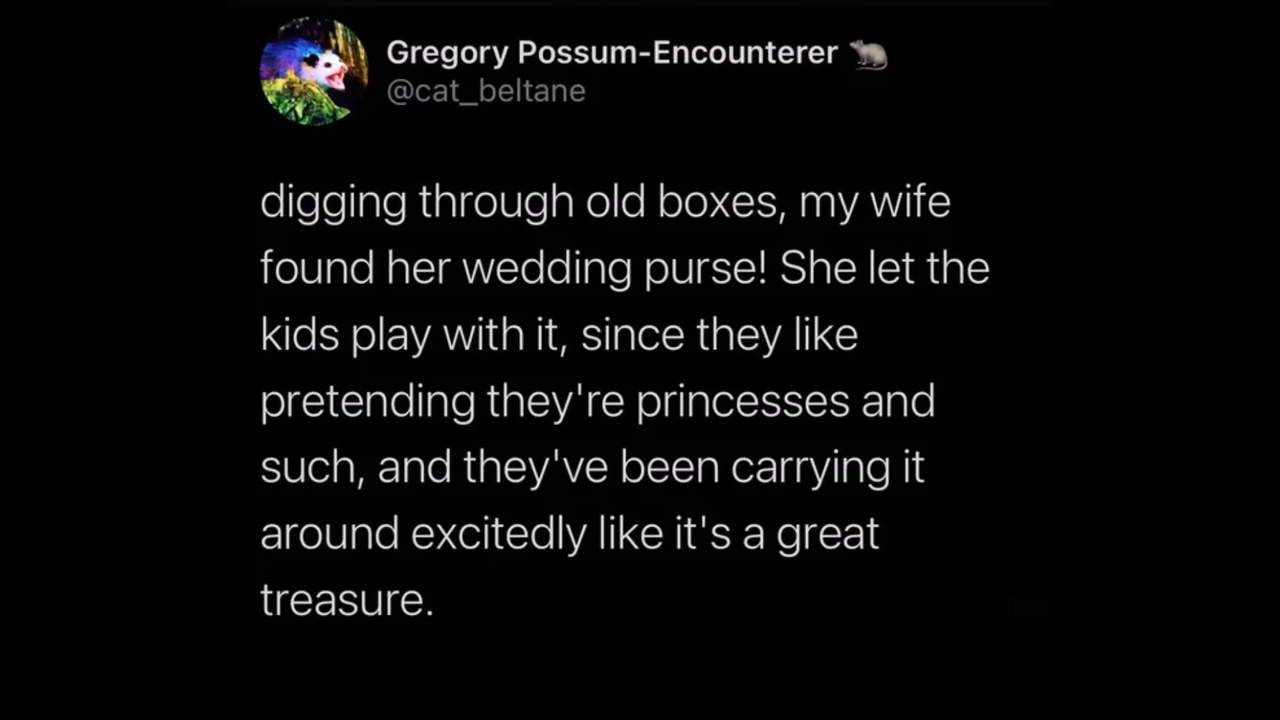 Gregory Possum-Encounterer 🐀
@cat_beltane
digging through old boxes, my wife
found her wedding purse! She let the
kids play with it, since they like
pretending they're princesses and
such, and they've been carrying it
around excitedly like it's a great
treasure.